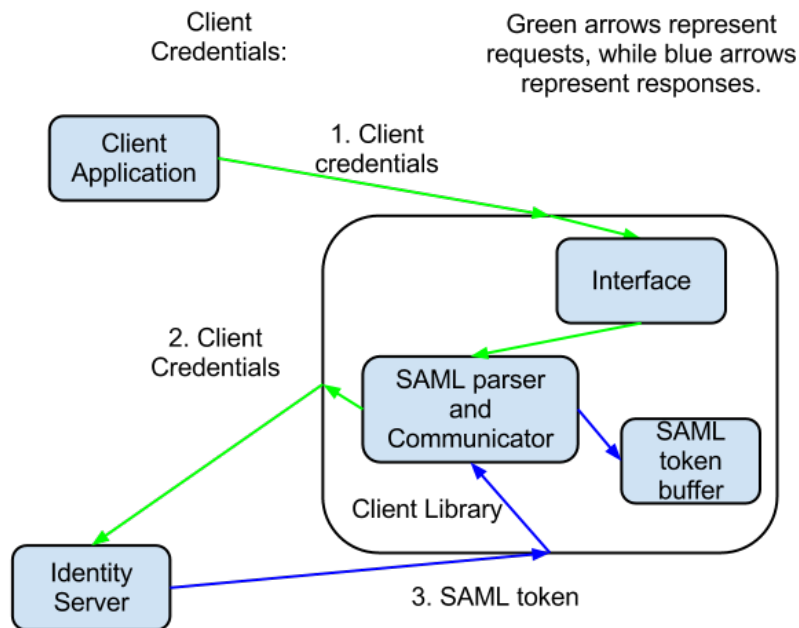 Client
Credentials:
Green arrows represent
requests, while blue arrows
represent responses.
Client
Application
1. Client
credentials
Interface
2. Client
Credentials
SAML parser
and
Communicator
SAML
token
buffer
Client Library
Identity
Server
3. SAML token